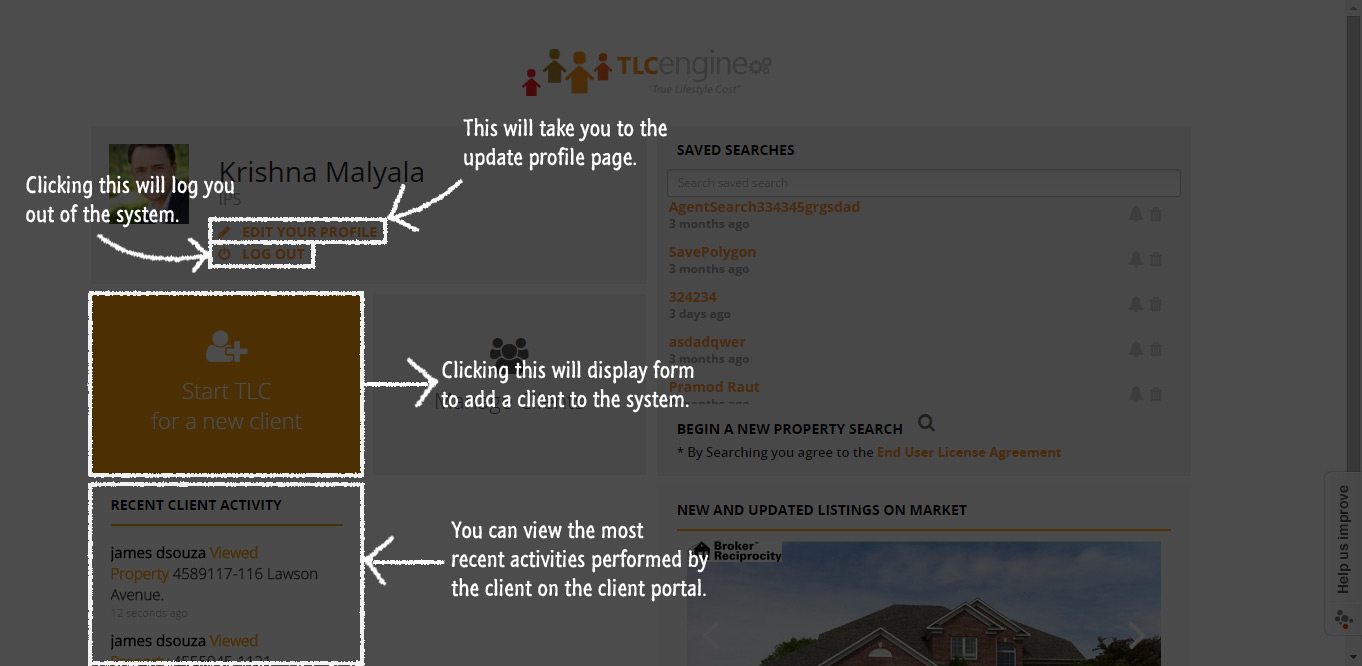 TLCengine
"True Lifestyle Cost"
This will take you to the
update profile page.
Krishna Malyala
IPS
Clicking this will log you
out of the system.
EDIT YOUR PROFILE
LOG OUT
SAVED SEARCHES
Search saved search
AgentSearch334345grgsdad
3 months ago
SavePolygon
3 months ago
324234
3 days ago
asdadqwer
3 months ago
Pramod Raut
months ago
Start TLC
for a new client
Clicking this will display form
to add a client to the system.
BEGIN A NEW PROPERTY SEARCH
* By Searching you agree to the End User License Agreement
RECENT CLIENT ACTIVITY
james dsouza Viewed
Property 4589117-116 Lawson
Avenue.
12 seconds ago
james dsouza Viewed
You can view the most
recent activities performed by
the client on the client portal.
NEW AND UPDATED LISTINGS ON MARKET
Broker™
Reciprocity
Help us improve